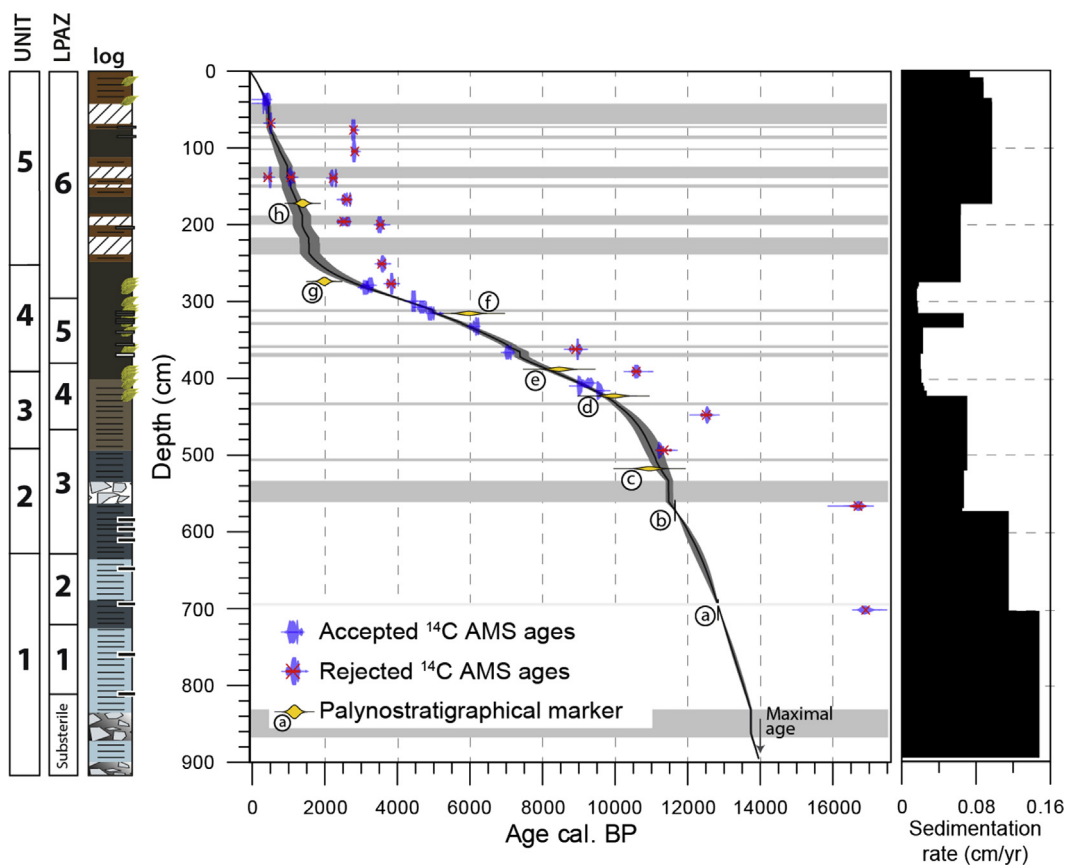 UNIT
LPAZ
log
5
4
3
2
1
6
5
4
3
2
1
Substerile
Depth (cm)
0
100
200
300
400
500
600
700
800
900
h
g
f
e
d
c
b
a
Accepted ¹⁴C AMS ages
Rejected ¹⁴C AMS ages
Palynostratigraphical marker
a
Maximal
age
0
2000
4000
6000
8000
10000
12000
14000
16000
Age cal. BP
0
0.08
0.16
Sedimentation
rate (cm/yr)